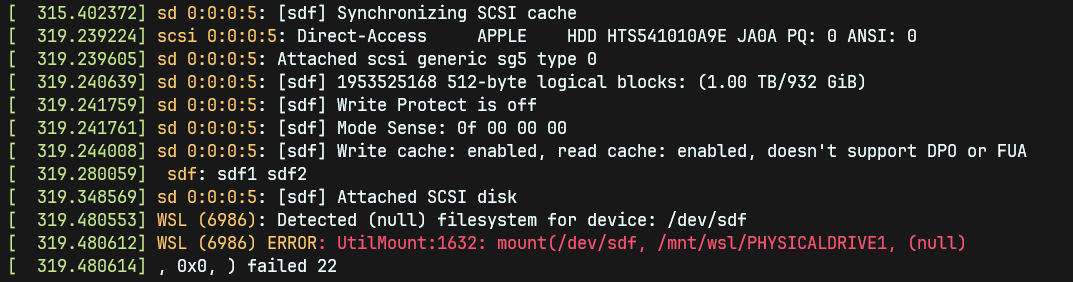 [  315.402372] sd 0:0:0:5: [sdf] Synchronizing SCSI cache
[  319.239224] scsi 0:0:0:5: Direct-Access     APPLE    HDD HTS541010A9E JA0A PQ: 0 ANSI: 0
[  319.239605] sd 0:0:0:5: Attached scsi generic sg5 type 0
[  319.240639] sd 0:0:0:5: [sdf] 1953525168 512-byte logical blocks: (1.00 TB/932 GiB)
[  319.241759] sd 0:0:0:5: [sdf] Write Protect is off
[  319.241761] sd 0:0:0:5: [sdf] Mode Sense: 0f 00 00 00
[  319.244008] sd 0:0:0:5: [sdf] Write cache: enabled, read cache: enabled, doesn't support DPO or FUA
[  319.280059]  sdf: sdf1 sdf2
[  319.348569] sd 0:0:0:5: [sdf] Attached SCSI disk
[  319.480553] WSL (6986): Detected (null) filesystem for device: /dev/sdf
[  319.480612] WSL (6986) ERROR: UtilMount:1632: mount(/dev/sdf, /mnt/wsl/PHYSICALDRIVE1, (null)
[  319.480614] , 0x0, ) failed 22